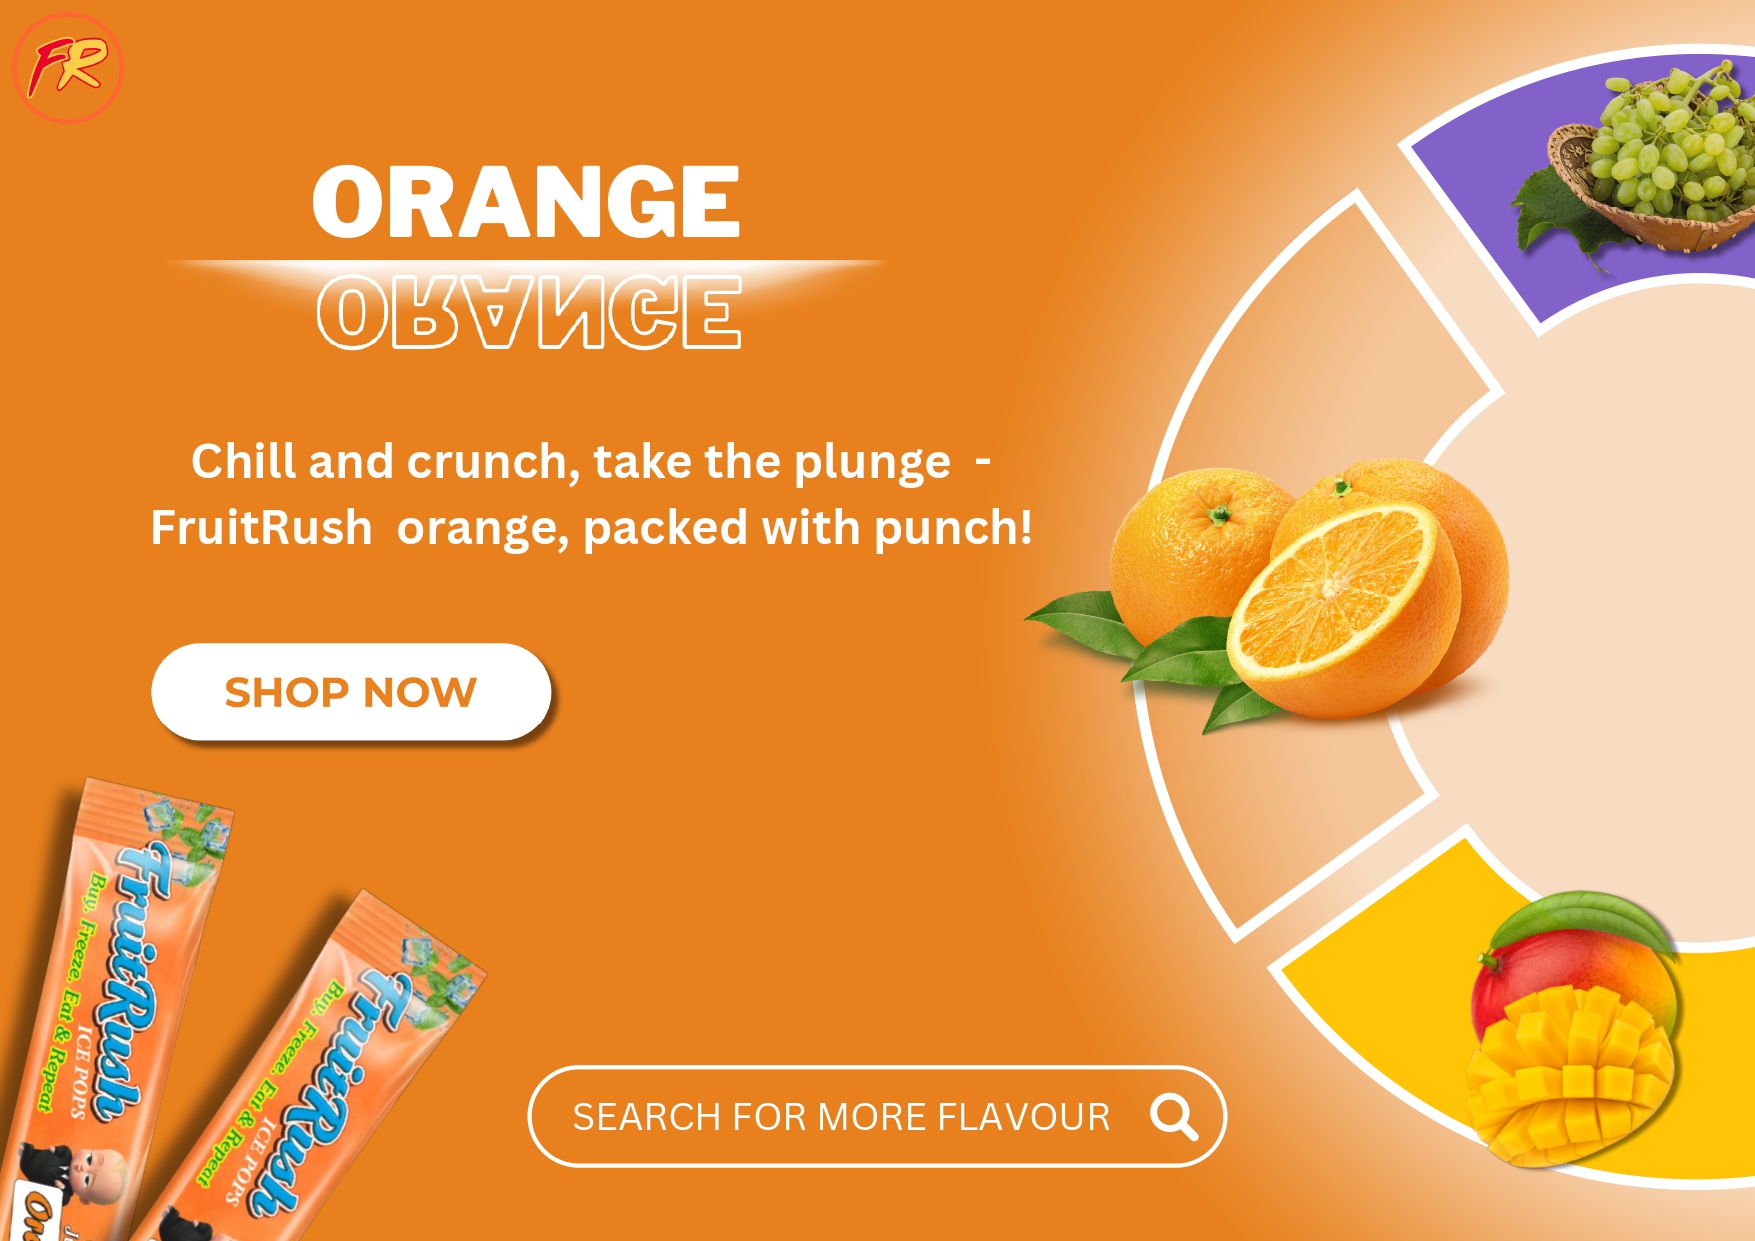 FR
ORANGE
ORANGE
Chill and crunch, take the plunge -
FruitRush orange, packed with punch!
SHOP NOW
FruitRush
ICE POPS
Buy, Freeze, Eat & Repeat
FruitRush
ICE POPS
Buy, Freeze, Eat & Repeat
SEARCH FOR MORE FLAVOUR